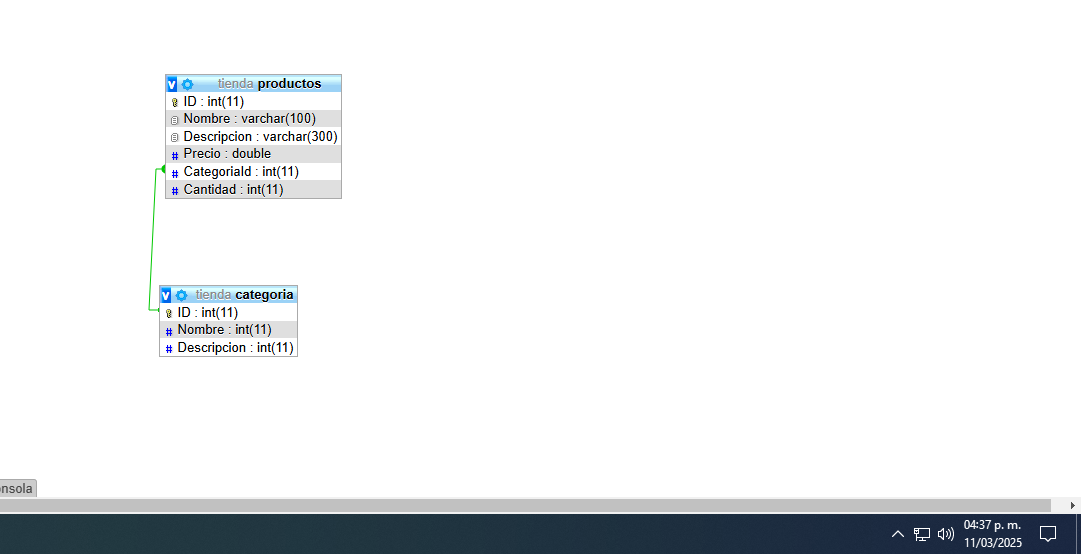 v tienda productos
ID : int(11)
Nombre : varchar(100)
Descripcion : varchar(300)
# Precio : double
# CategoriaId : int(11)
# Cantidad : int(11)
v tienda categoria
ID : int(11)
# Nombre : int(11)
# Descripcion : int(11)
onsola
04:37 p. m.
11/03/2025